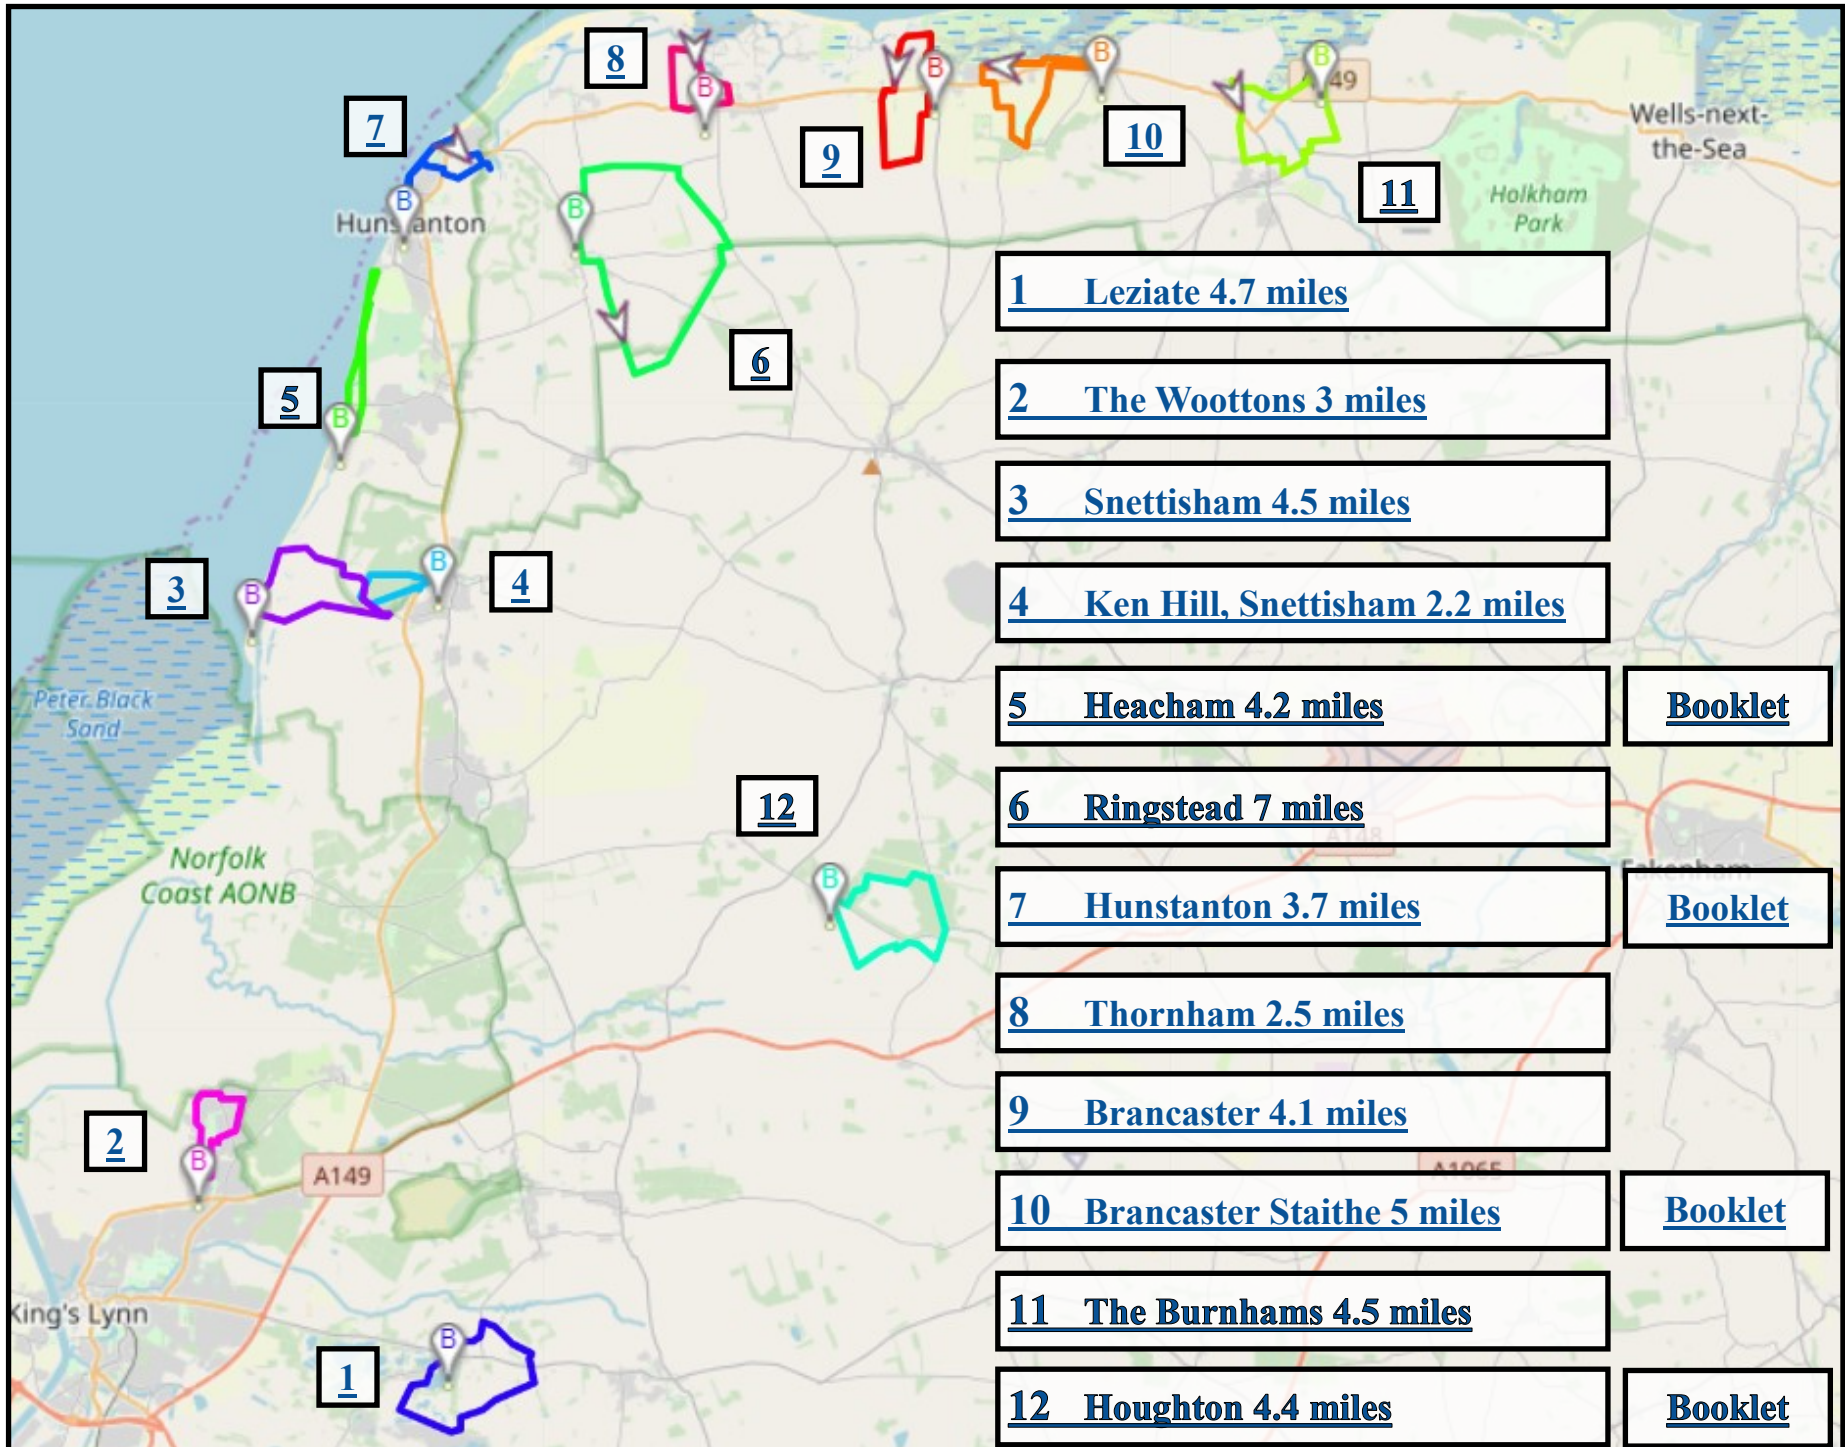 8
B
B
B
B
B
49
7
9
10
11
Wells-next-
the-Sea
Holkham
Park
B
Hunstanton
B
6
5
B
1 Leziate 4.7 miles
2 The Woottons 3 miles
3 Snettisham 4.5 miles
4 Ken Hill, Snettisham 2.2 miles
5 Heacham 4.2 miles Booklet
6 Ringstead 7 miles
A148
Fakenham
7 Hunstanton 3.7 miles Booklet
8 Thornham 2.5 miles
9 Brancaster 4.1 miles
A1065
10 Brancaster Staithe 5 miles Booklet
11 The Burnhams 4.5 miles
12 Houghton 4.4 miles Booklet
3
B
B
4
Peter Black
Sand
12
B
Norfolk
Coast AONB
2
B
A149
King's Lynn
1
B